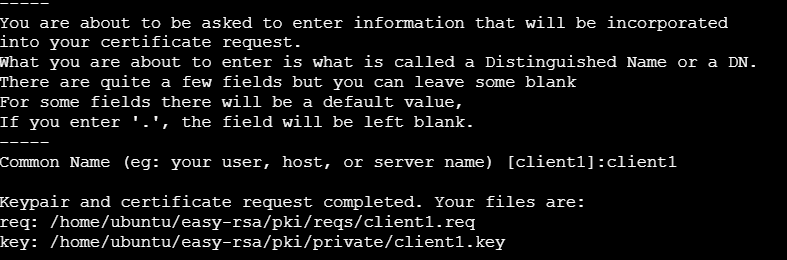 -----
You are about to be asked to enter information that will be incorporated
into your certificate request.
What you are about to enter is what is called a Distinguished Name or a DN.
There are quite a few fields but you can leave some blank
For some fields there will be a default value,
If you enter '.', the field will be left blank.
-----
Common Name (eg: your user, host, or server name) [client1]:client1

Keypair and certificate request completed. Your files are:
req: /home/ubuntu/easy-rsa/pki/reqs/client1.req
key: /home/ubuntu/easy-rsa/pki/private/client1.key